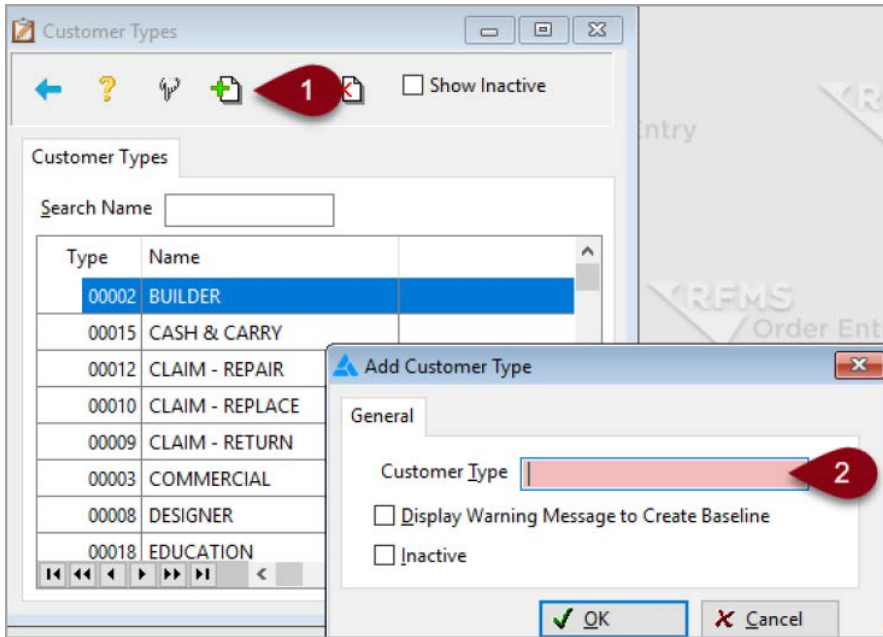 Customer Types
1
Show Inactive
Entry
Customer Types
Search Name
Type Name
00002 BUILDER
00015 CASH & CARRY
00012 CLAIM - REPAIR
00010 CLAIM - REPLACE
00009 CLAIM - RETURN
00003 COMMERCIAL
00008 DESIGNER
00018 EDUCATION
RFMS
Order Ent
Add Customer Type
General
Customer Type
2
Display Warning Message to Create Baseline
Inactive
OK
Cancel